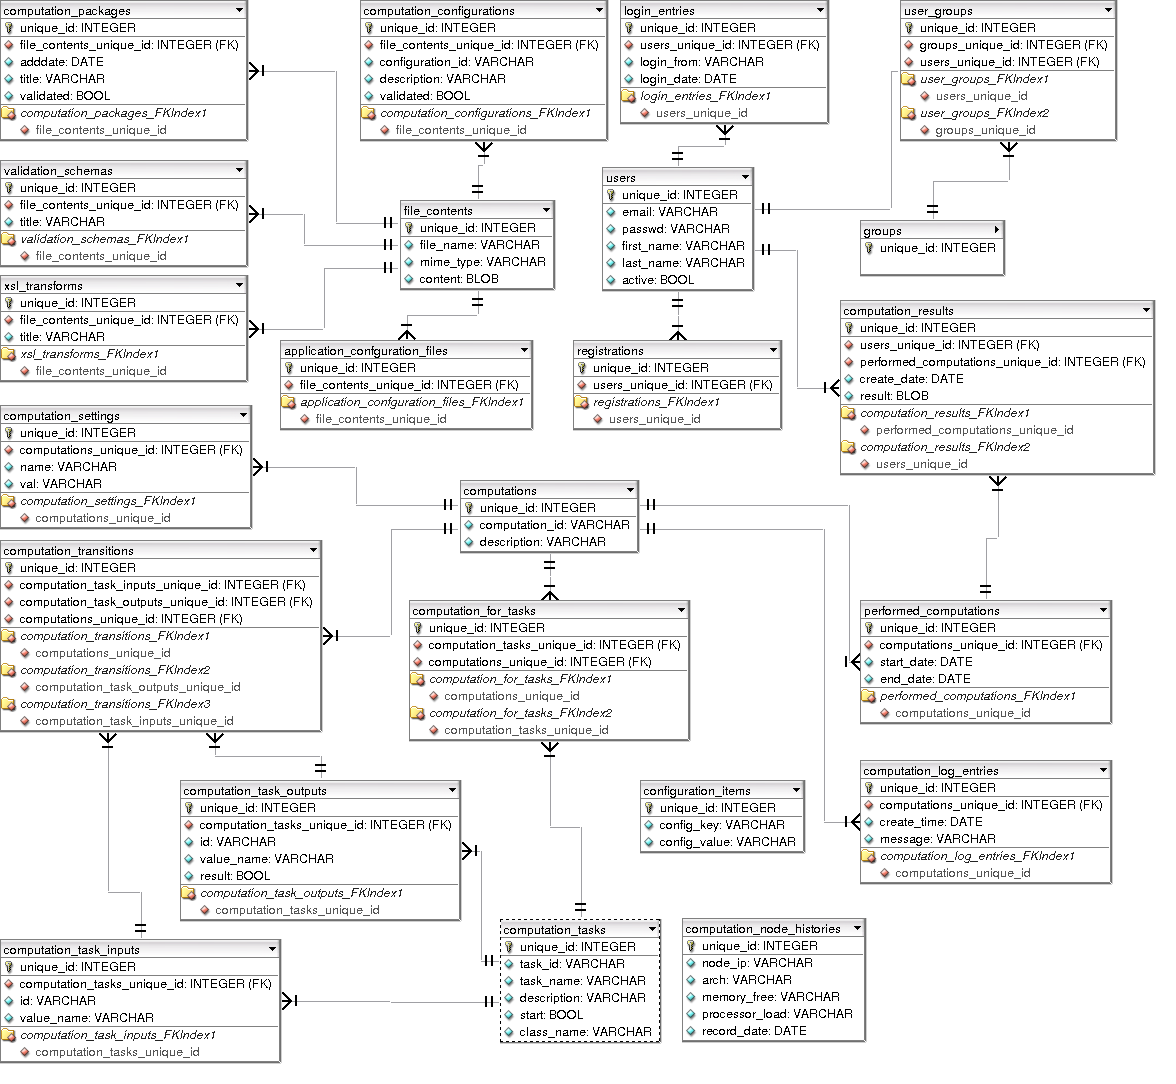 computation_packages
unique_id: INTEGER
file_contents_unique_id: INTEGER (FK)
adddate: DATE
title: VARCHAR
validated: BOOL
computation_packages_FKIndex1
file_contents_unique_id
computation_configurations
unique_id: INTEGER
file_contents_unique_id: INTEGER (FK)
configuration_id: VARCHAR
description: VARCHAR
validated: BOOL
computation_configurations_FKIndex1
file_contents_unique_id
login_entries
unique_id: INTEGER
users_unique_id: INTEGER (FK)
login_from: VARCHAR
login_date: DATE
login_entries_FKIndex1
users_unique_id
user_groups
unique_id: INTEGER
groups_unique_id: INTEGER (FK)
users_unique_id: INTEGER (FK)
user_groups_FKIndex1
users_unique_id
user_groups_FKIndex2
groups_unique_id
validation_schemas
unique_id: INTEGER
file_contents_unique_id: INTEGER (FK)
title: VARCHAR
validation_schemas_FKIndex1
file_contents_unique_id
file_contents
unique_id: INTEGER
file_name: VARCHAR
mime_type: VARCHAR
content: BLOB
users
unique_id: INTEGER
email: VARCHAR
passwd: VARCHAR
first_name: VARCHAR
last_name: VARCHAR
active: BOOL
groups
unique_id: INTEGER
xsl_transforms
unique_id: INTEGER
file_contents_unique_id: INTEGER (FK)
title: VARCHAR
xsl_transforms_FKIndex1
file_contents_unique_id
application_confguration_files
unique_id: INTEGER
file_contents_unique_id: INTEGER (FK)
application_confguration_files_FKIndex1
file_contents_unique_id
registrations
unique_id: INTEGER
users_unique_id: INTEGER (FK)
registrations_FKIndex1
users_unique_id
computation_results
unique_id: INTEGER
users_unique_id: INTEGER (FK)
performed_computations_unique_id: INTEGER (FK)
create_date: DATE
result: BLOB
computation_results_FKIndex1
performed_computations_unique_id
computation_results_FKIndex2
users_unique_id
computation_settings
unique_id: INTEGER
computations_unique_id: INTEGER (FK)
name: VARCHAR
val: VARCHAR
computation_settings_FKIndex1
computations_unique_id
computations
unique_id: INTEGER
computation_id: VARCHAR
description: VARCHAR
computation_transitions
unique_id: INTEGER
computation_task_inputs_unique_id: INTEGER (FK)
computation_task_outputs_unique_id: INTEGER (FK)
computations_unique_id: INTEGER (FK)
computation_transitions_FKIndex1
computations_unique_id
computation_transitions_FKIndex2
computation_task_outputs_unique_id
computation_transitions_FKIndex3
computation_task_inputs_unique_id
computation_for_tasks
unique_id: INTEGER
computation_tasks_unique_id: INTEGER (FK)
computations_unique_id: INTEGER (FK)
computation_for_tasks_FKIndex1
computations_unique_id
computation_for_tasks_FKIndex2
computation_tasks_unique_id
performed_computations
unique_id: INTEGER
computations_unique_id: INTEGER (FK)
start_date: DATE
end_date: DATE
performed_computations_FKIndex1
computations_unique_id
computation_task_outputs
unique_id: INTEGER
computation_tasks_unique_id: INTEGER (FK)
id: VARCHAR
value_name: VARCHAR
result: BOOL
computation_task_outputs_FKIndex1
computation_tasks_unique_id
configuration_items
unique_id: INTEGER
config_key: VARCHAR
config_value: VARCHAR
computation_log_entries
unique_id: INTEGER
computations_unique_id: INTEGER (FK)
create_time: DATE
message: VARCHAR
computation_log_entries_FKIndex1
computations_unique_id
computation_task_inputs
unique_id: INTEGER
computation_tasks_unique_id: INTEGER (FK)
id: VARCHAR
value_name: VARCHAR
computation_task_inputs_FKIndex1
computation_tasks_unique_id
computation_tasks
unique_id: INTEGER
task_id: VARCHAR
task_name: VARCHAR
description: VARCHAR
start: BOOL
class_name: VARCHAR
computation_node_histories
unique_id: INTEGER
node_ip: VARCHAR
arch: VARCHAR
memory_free: VARCHAR
processor_load: VARCHAR
record_date: DATE